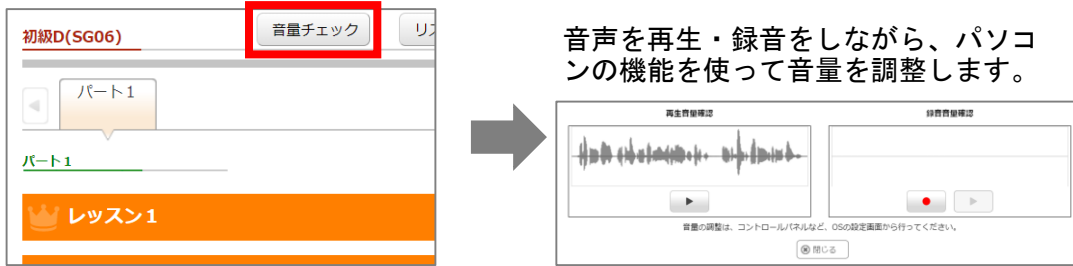 初級D(SG06)
音量チェック
リス
パート1
パート1
レッスン1
音声を再生・録音をしながら、パソコ
ンの機能を使って音量を調整します。
再生音量確認
録音音量確認
音量の調整は、コントロールパネルなど、OSの設定画面から行ってください。
閉じる